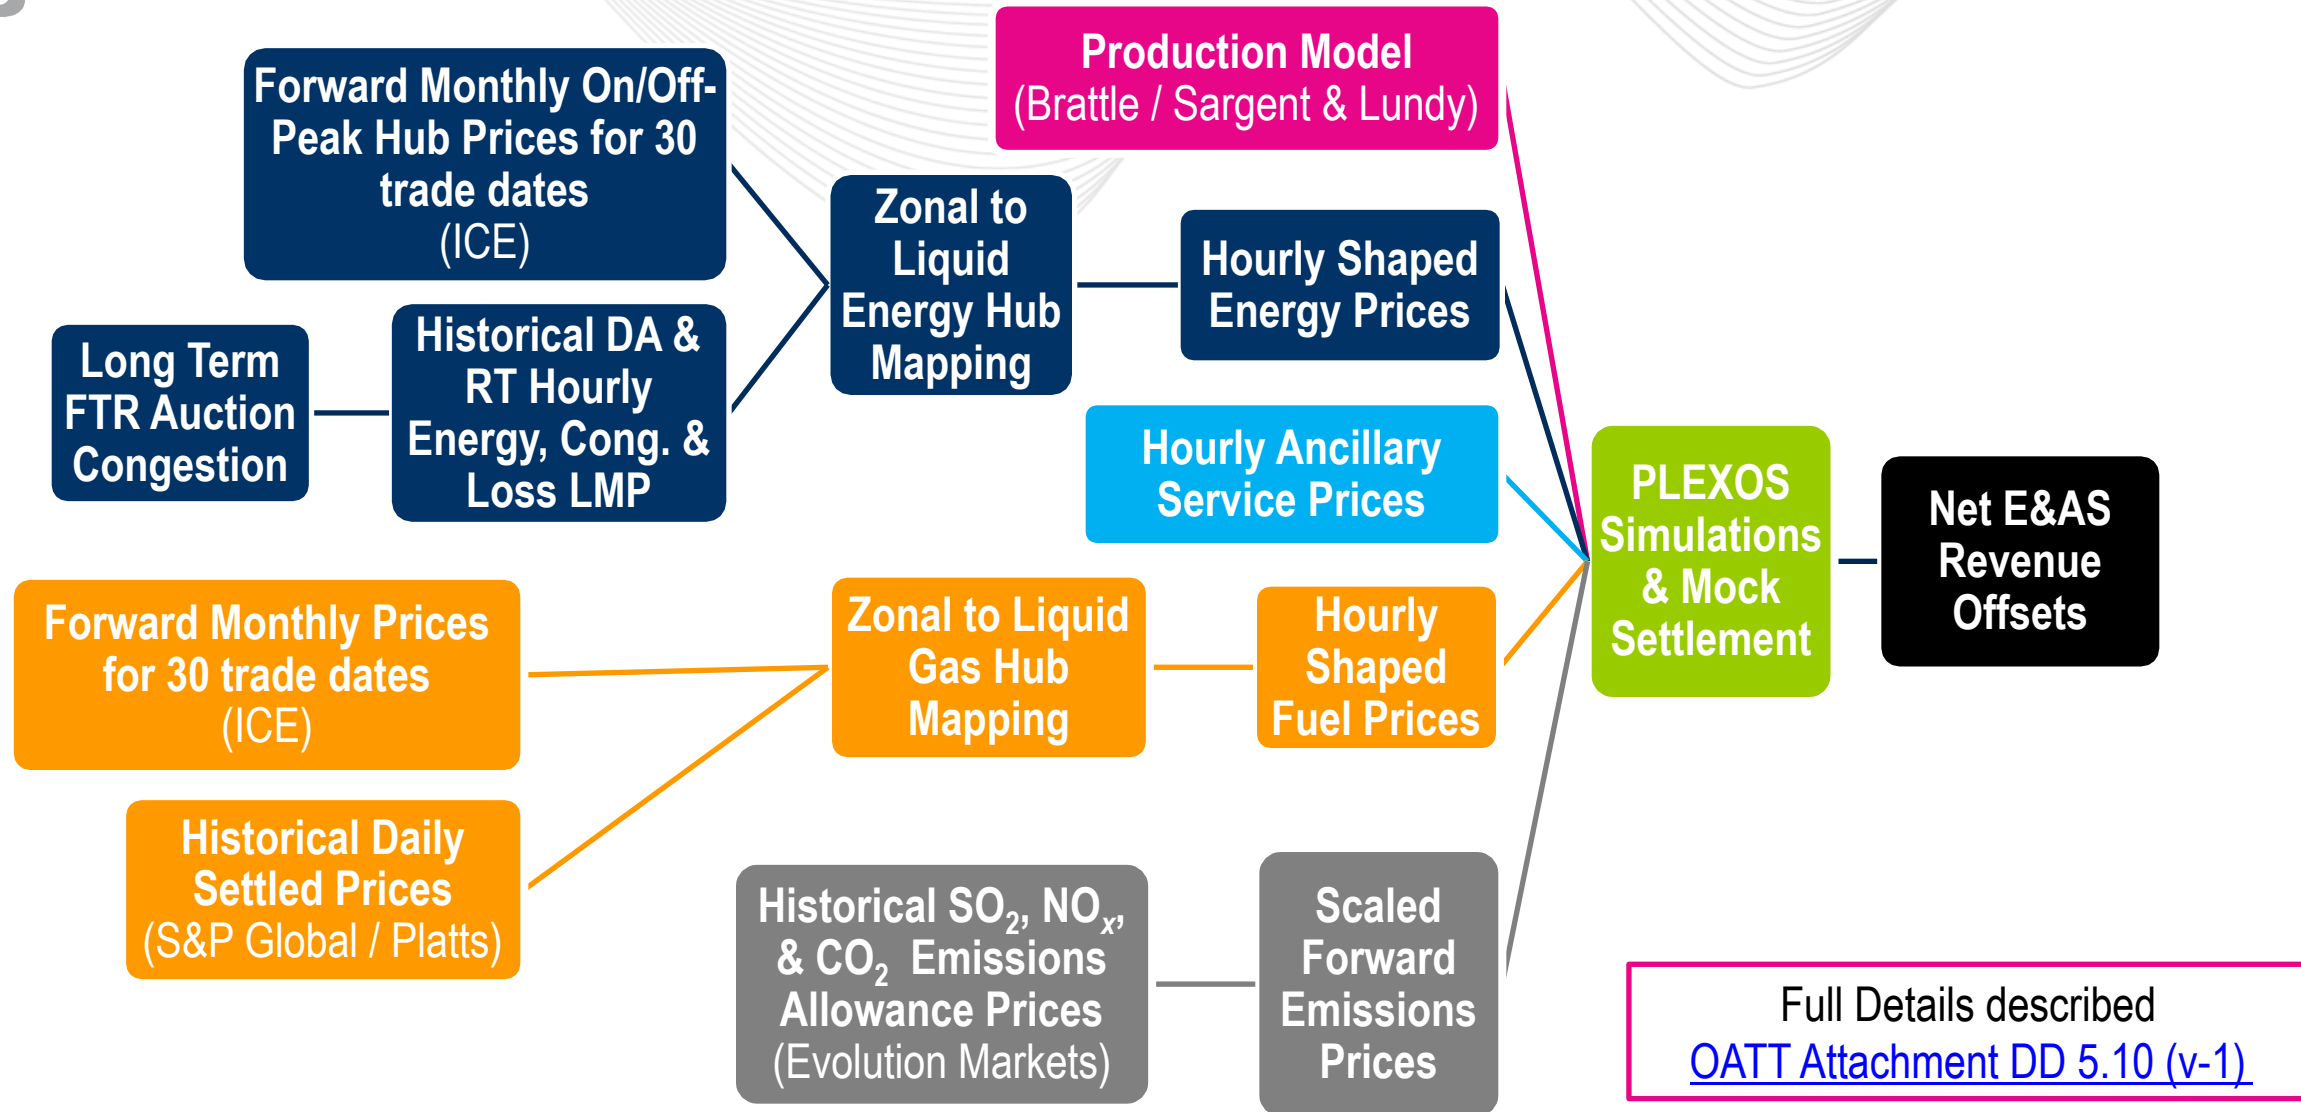 Production Model
(Brattle / Sargent & Lundy)
Forward Monthly On/Off-
Peak Hub Prices for 30
trade dates
(ICE)
Zonal to
Liquid
Energy Hub
Mapping
Hourly Shaped
Energy Prices
Long Term
FTR Auction
Congestion
Historical DA &
RT Hourly
Energy, Cong. &
Loss LMP
Hourly Ancillary
Service Prices
PLEXOS
Simulations
& Mock
Settlement
Net E&AS
Revenue
Offsets
Forward Monthly Prices
for 30 trade dates
(ICE)
Zonal to Liquid
Gas Hub
Mapping
Hourly
Shaped
Fuel Prices
Historical Daily
Settled Prices
(S&P Global / Platts)
Historical SO₂, NOₓ,
& CO₂ Emissions
Allowance Prices
(Evolution Markets)
Scaled
Forward
Emissions
Prices
Full Details described
OATT Attachment DD 5.10 (v-1)